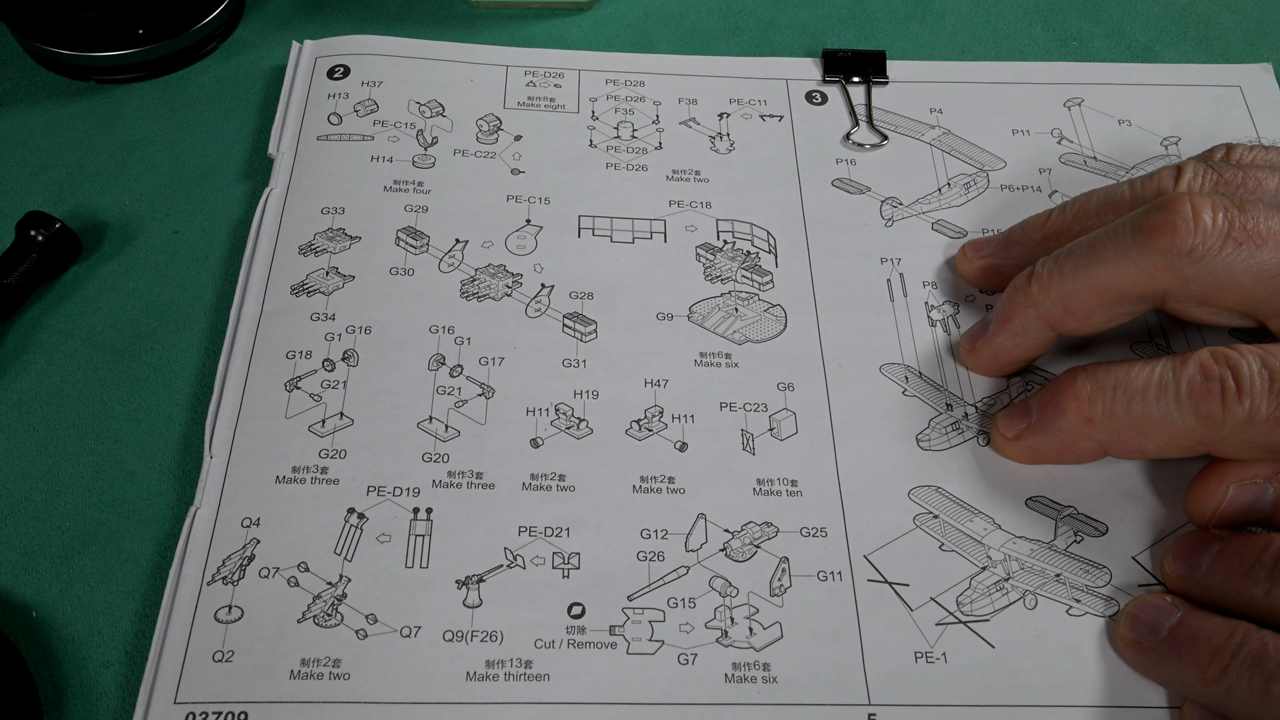 2
H37
H13
PE-C15
H14
制作4套
Make four
PE-C22
PE-D26
制作8套
Make eight
PE-D28
PE-D26
F35
PE-D28
PE-D26
F38
PE-C11
制作2套
Make two
G33
G34
G29
G30
PE-C15
G28
G31
PE-C18
G9
制作6套
Make six
G16
G1
G18
G21
G20
制作3套
Make three
G16
G1
G17
G21
G20
制作3套
Make three
H19
H11
制作2套
Make two
H47
H11
制作2套
Make two
G6
PE-C23
制作10套
Make ten
PE-D19
Q4
Q7
Q2
Q7
制作2套
Make two
PE-D21
Q9(F26)
制作13套
Make thirteen
G12
G25
G26
G11
G15
切除
Cut / Remove
G7
制作6套
Make six
3
P4
P3
P11
P16
P7
P6+P14
P15
P17
P8
PE-1
03709
5